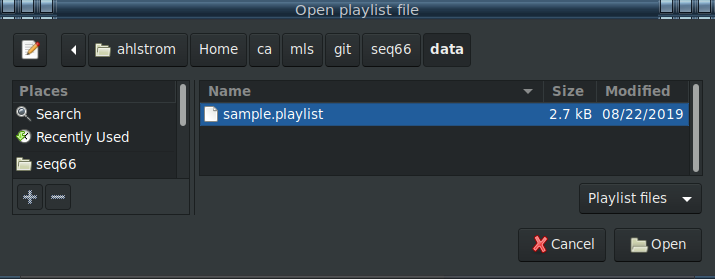 Open playlist file
ahlstrom Home ca mls git seq66 data
Places
Search
Recently Used
seq66
Name Size Modified
sample.playlist 2.7 kB 08/22/2019
Playlist files
Cancel Open